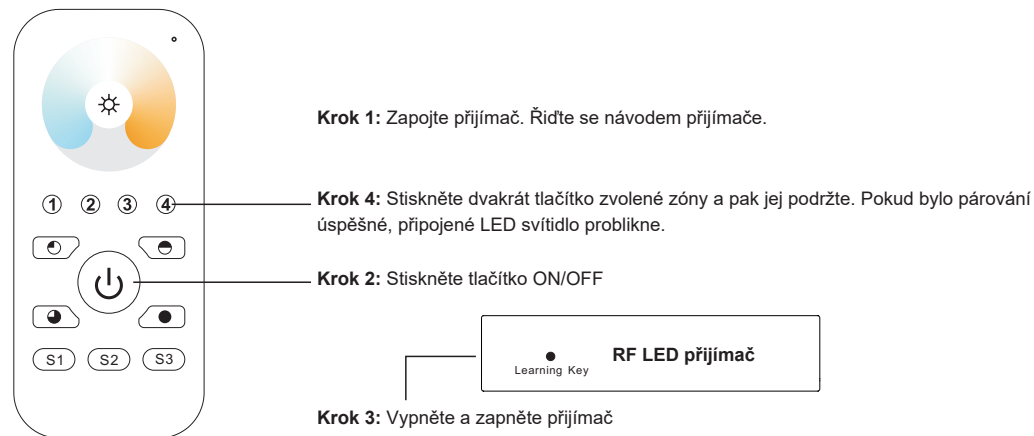 Krok 1: Zapojte přijímač. Řiďte se návodem přijímače.
1 2 3 4
Krok 4: Stiskněte dvakrát tlačítko zvolené zóny a pak jej podržte. Pokud bylo párování
úspěšné, připojené LED svítidlo problikne.
Krok 2: Stiskněte tlačítko ON/OFF
S1 S2 S3
RF LED přijímač
Learning Key
Krok 3: Vypněte a zapněte přijímač